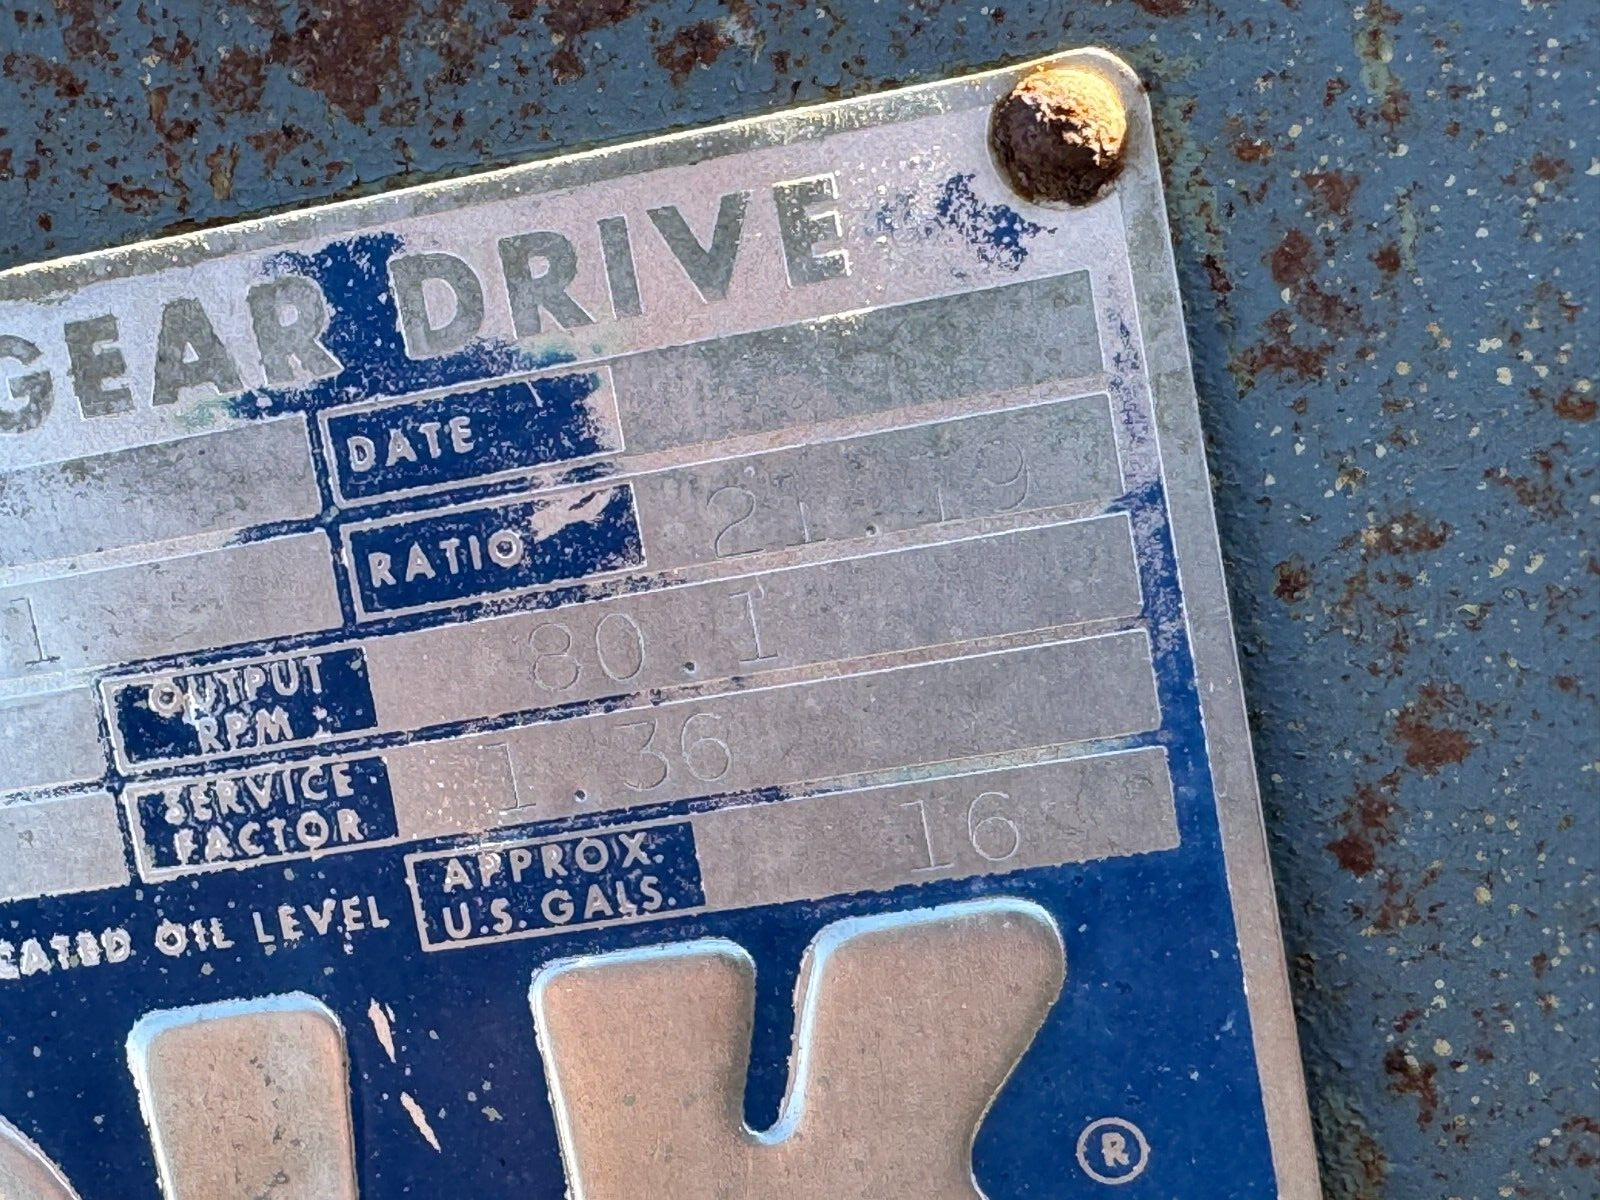 GEAR DRIVE
DATE
RATIO 21.19
1
OUTPUT RPM 80.1
SERVICE FACTOR 1.36
OIL LEVEL
APPROX. U.S. GALS. 16
®